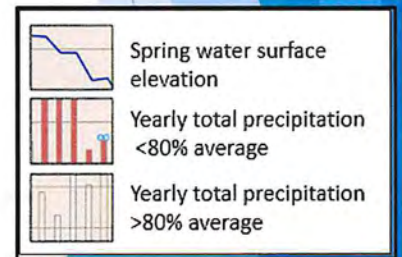 Spring water surface
elevation
Yearly total precipitation
<80% average
Yearly total precipitation
>80% average